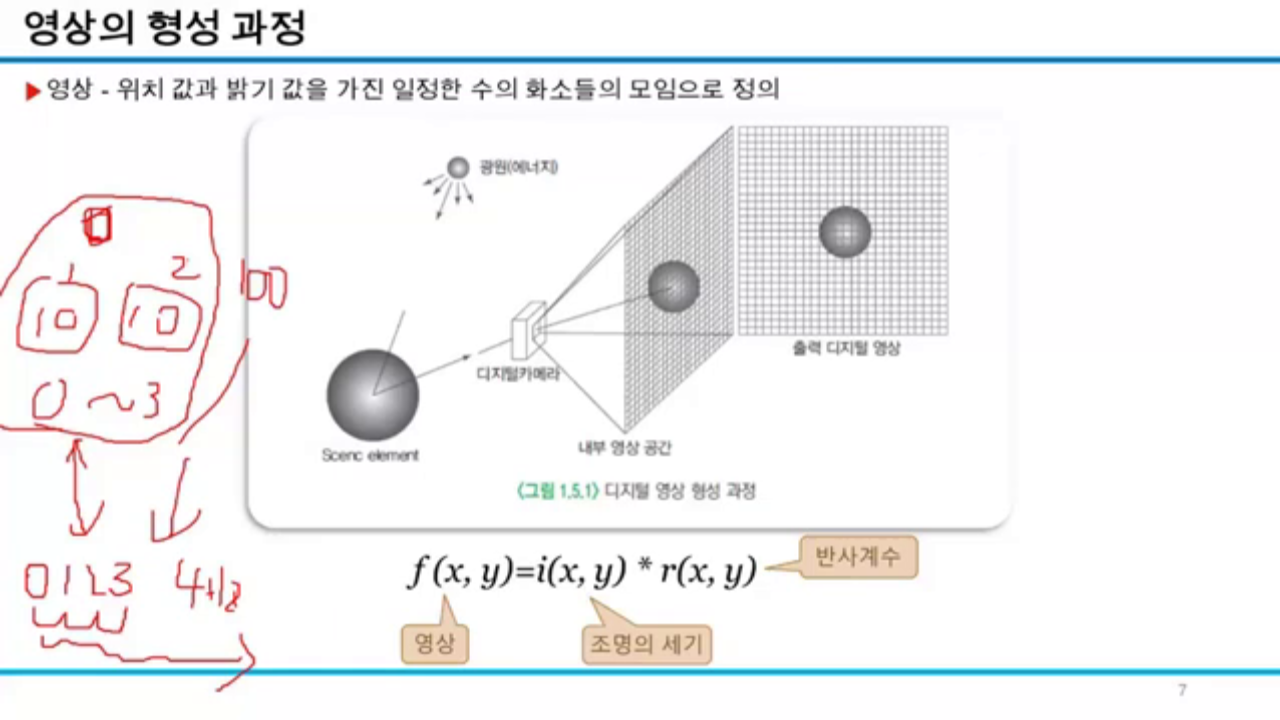 영상의 형성 과정
▶영상 - 위치 값과 밝기 값을 가진 일정한 수의 화소들의 모임으로 정의
광원(에너지)
디지털카메라
출력 디지털 영상
Scenc element
내부 영상 공간
〈그림 1.5.1〉 디지털 영상 형성 과정
f(x, y)=i(x, y) * r(x, y)
반사계수
영상
조명의 세기
0
1 2
10 10
100
0 ~3
0 1 2 3
7